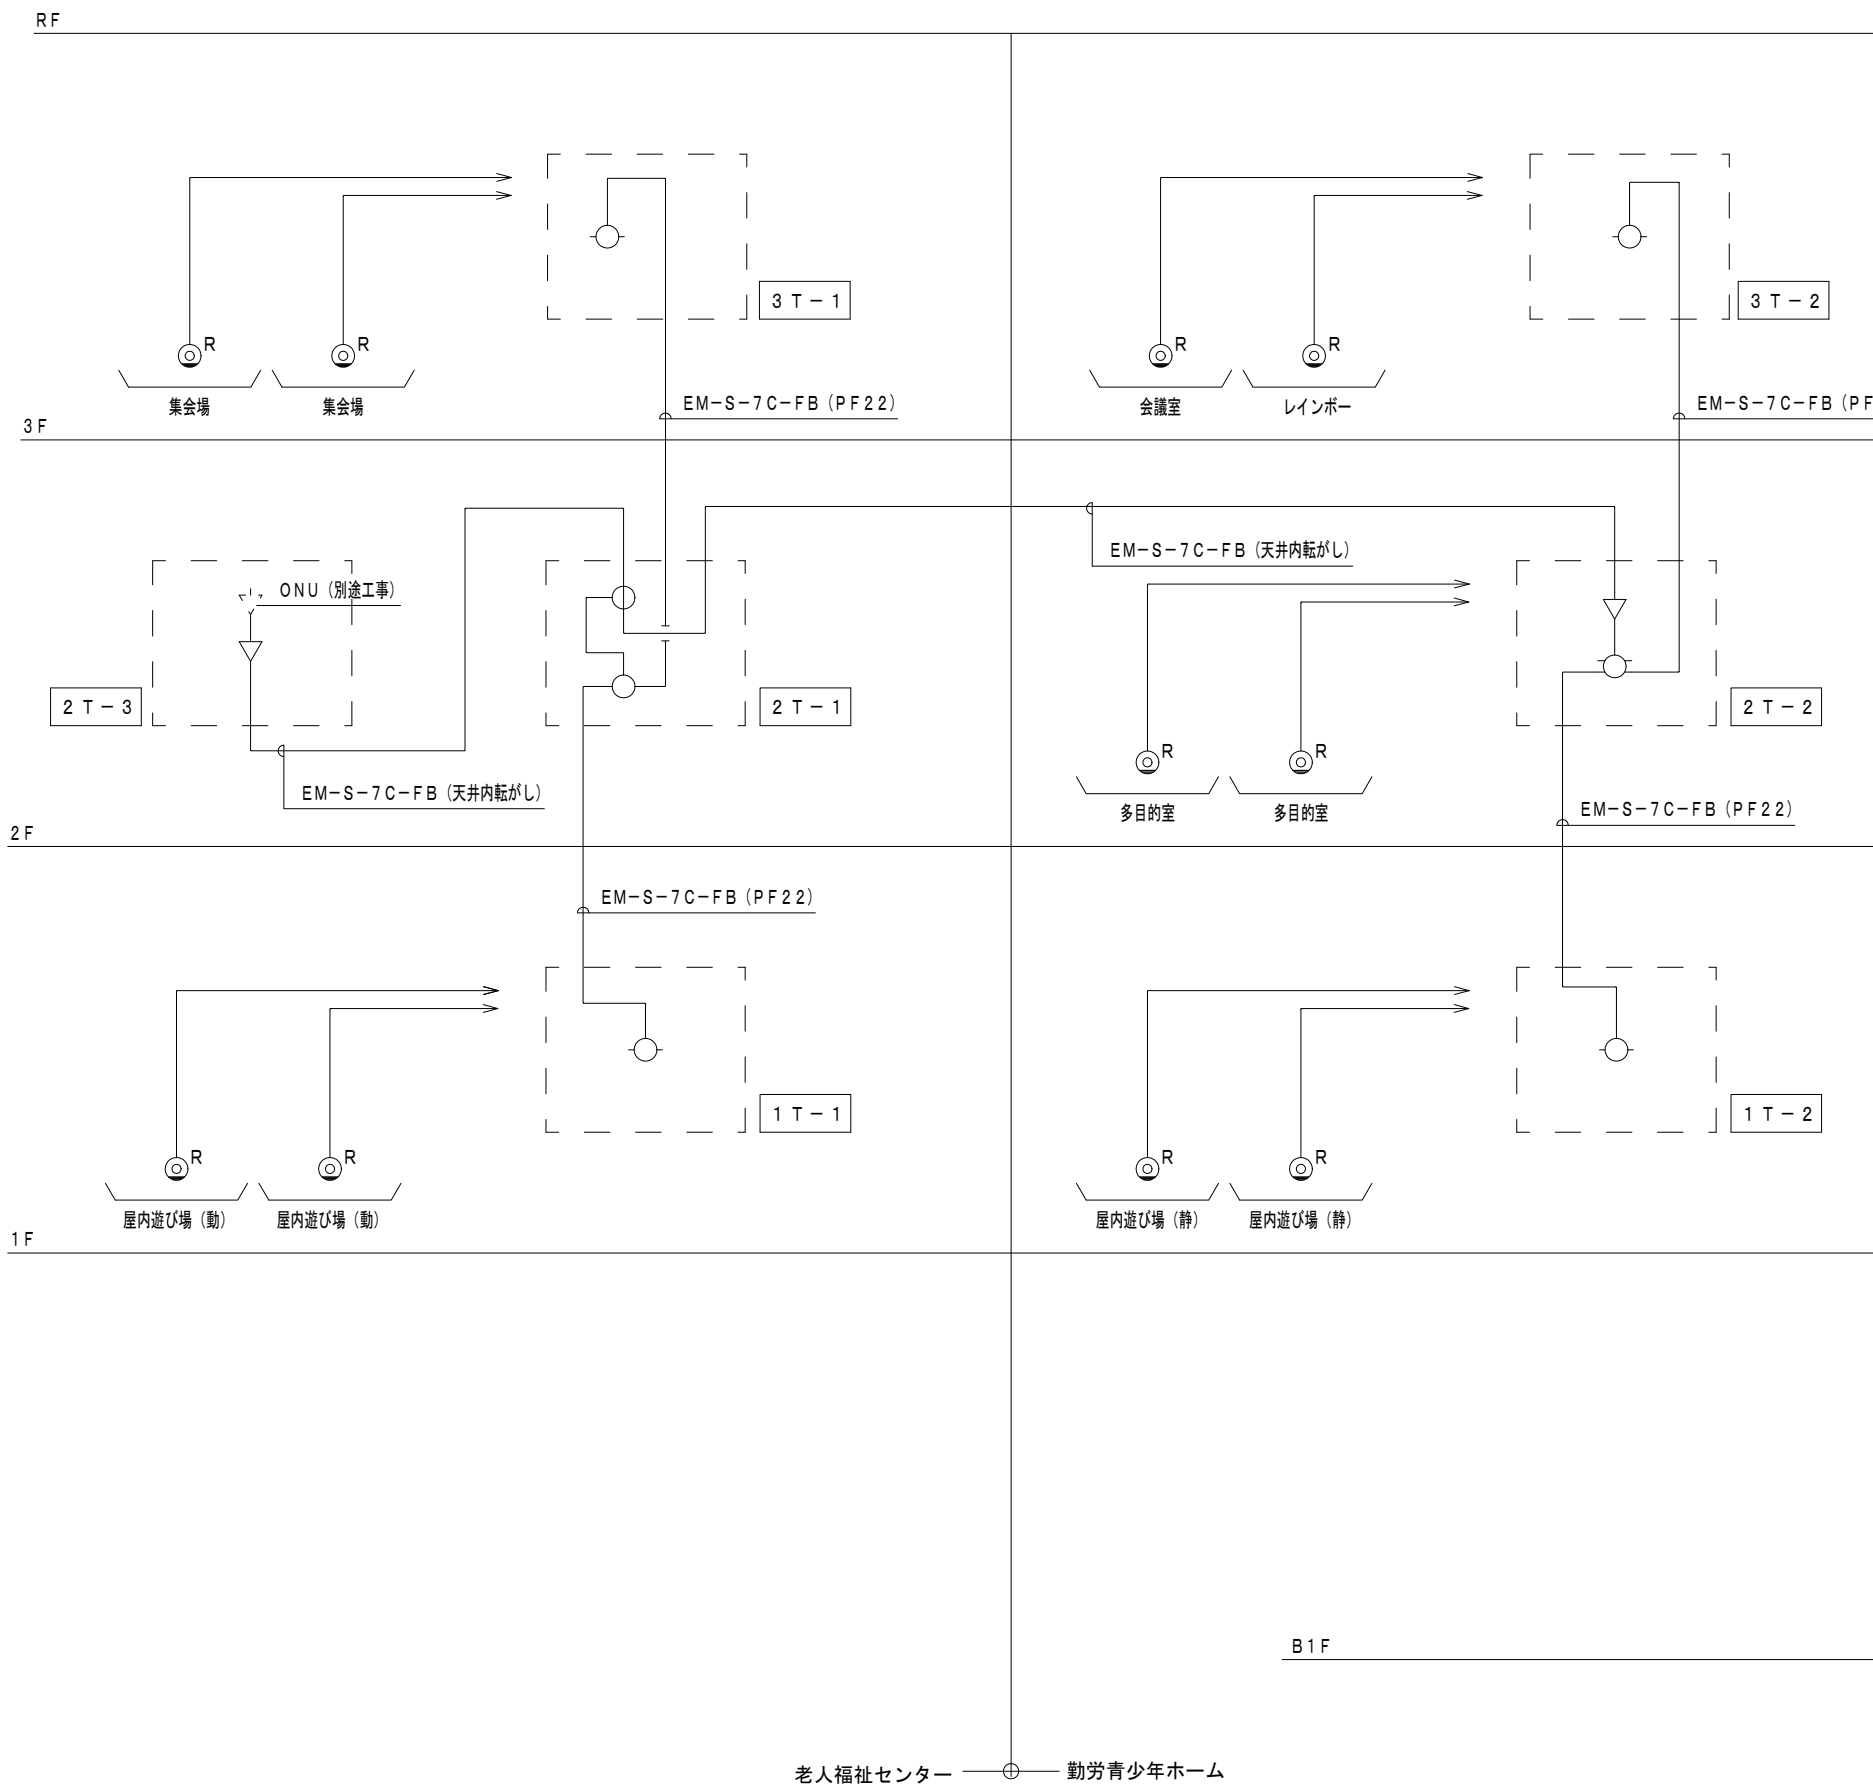 RF
3T-1
3T-2
R
R
R
R
集会場
集会場
会議室
レインボー
EM-S-7C-FB(PF22)
EM-S-7C-FB(PF
3F
EM-S-7C-FB(天井内転がし)
ONU(別途工事)
2T-3
2T-1
2T-2
R
R
EM-S-7C-FB(天井内転がし)
多目的室
多目的室
EM-S-7C-FB(PF22)
2F
EM-S-7C-FB(PF22)
1T-1
1T-2
R
R
R
R
屋内遊び場(動)
屋内遊び場(動)
屋内遊び場(静)
屋内遊び場(静)
1F
B1F
老人福祉センター
勤労青少年ホーム